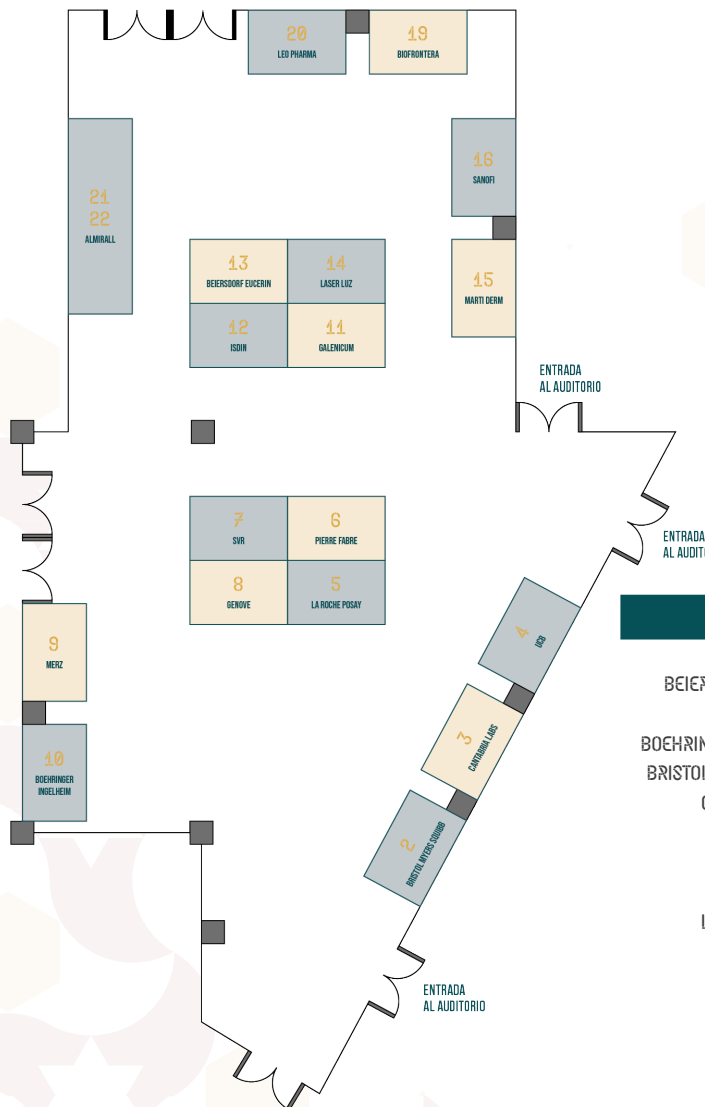 20
LEO PHARMA
19
BIOFRONTERA
16
SANOFI
21
22
ALMIRALL
13
BEIERSDORF EUCERIN
14
LASER LUZ
15
MARTI DERM
12
ISDIN
11
GALENICUM
ENTRADA
AL AUDITORIO
7
SVR
6
PIERRE FABRE
ENTRADA
8
GENOVE
5
LA ROCHE POSAY
4
UCB
9
MERZ
3
CANTABRIA LABS
10
BOEHRINGER
INGELHEIM
2
BRISTOL MYERS SQUIBB
ENTRADA
AL AUDITORIO